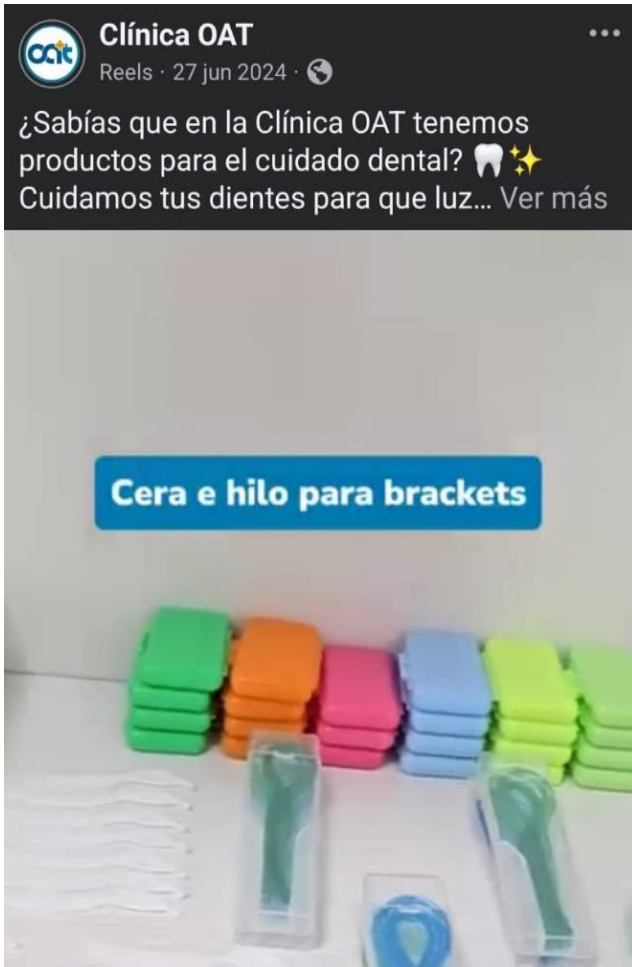 oat
Clínica OAT
Reels · 27 jun 2024 ·
¿Sabías que en la Clínica OAT tenemos
productos para el cuidado dental? 🦷✨
Cuidamos tus dientes para que luz... Ver más
Cera e hilo para brackets